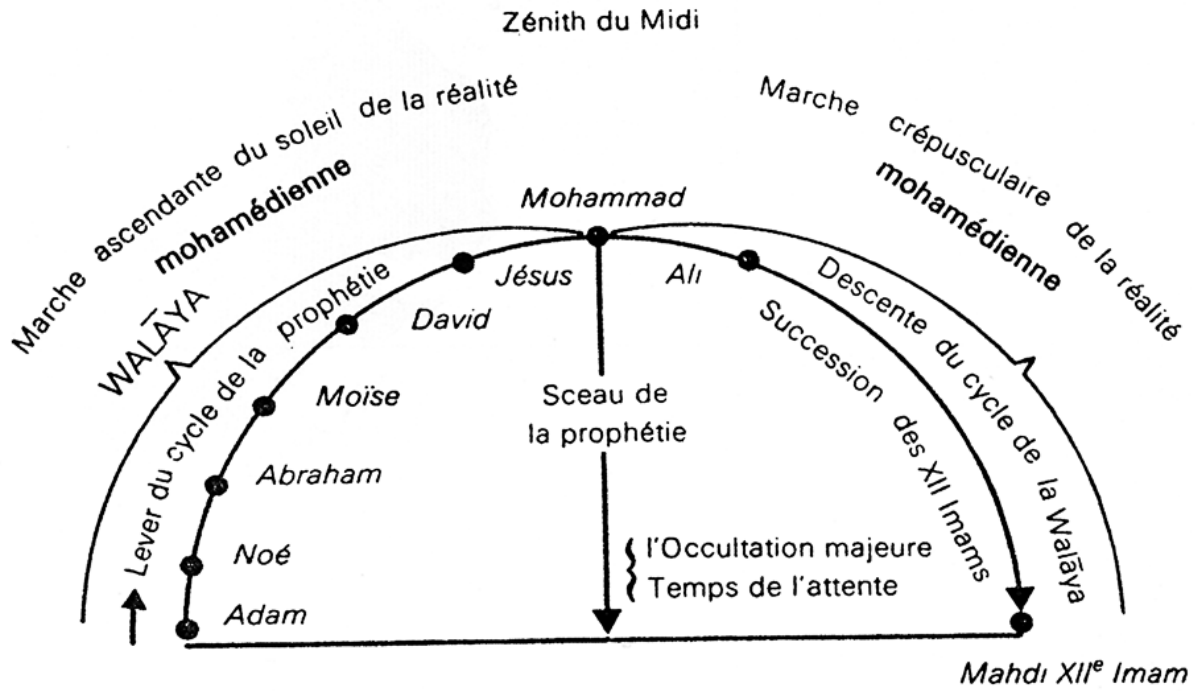 Zénith du Midi
Marche ascendante du soleil de la réalité
mohamédienne
Marche crépusculaire de la réalité
mohamédienne
WALĀYA
Lever du cycle de la prophétie
Descente du cycle de la Walāya
Succession des XII Imams
Mohammad
Jésus
Ali
David
Moïse
Abraham
Noé
Adam
Sceau de
la prophétie
l'Occultation majeure
Temps de l'attente
Mahdi XIIe Imam